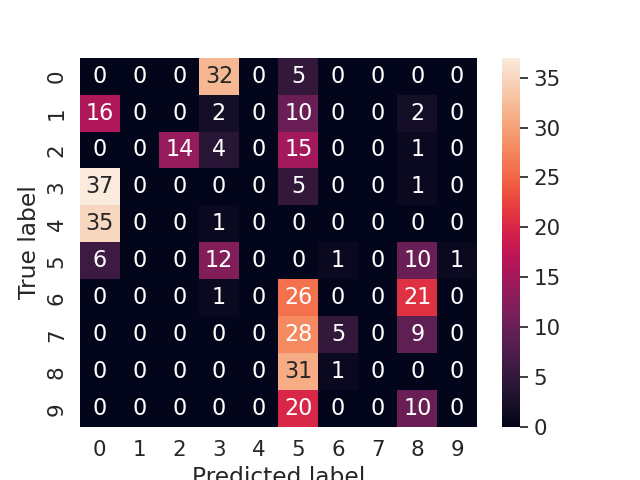 0 0 0 0 32 0 5 0 0 0 0
1 16 0 0 2 0 10 0 0 2 0
2 0 0 14 4 0 15 0 0 1 0
3 37 0 0 0 0 5 0 0 1 0
4 35 0 0 1 0 0 0 0 0 0
5 6 0 0 12 0 0 1 0 10 1
6 0 0 0 1 0 26 0 0 21 0
7 0 0 0 0 0 28 5 0 9 0
8 0 0 0 0 0 31 1 0 0 0
9 0 0 0 0 0 20 0 0 10 0
0 1 2 3 4 5 6 7 8 9
Predicted label
True label
35
30
25
20
15
10
5
0